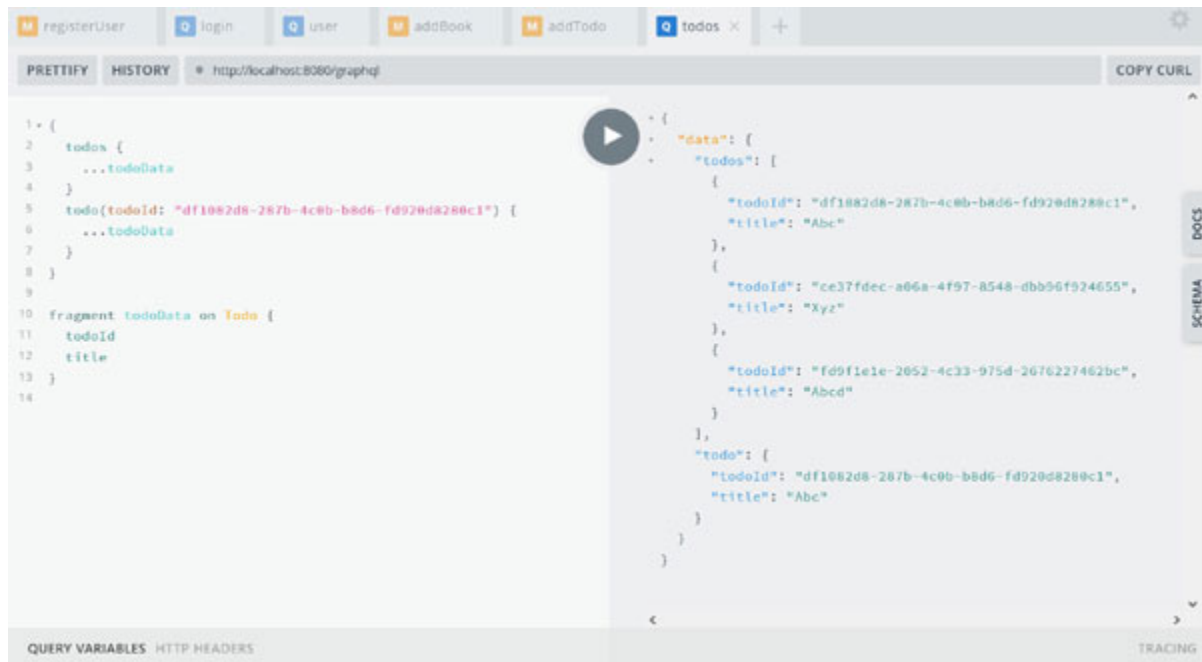 M registerUser Q login Q user M addBook M addTodo Q todos × +
PRETTIFY HISTORY http://localhost:8080/graphql COPY CURL
1 {
2 todos {
3 ...todoData
4 }
5 todo(todoId: "df1082d8-287b-4c0b-b8d6-fd920d8280c1") {
6 ...todoData
7 }
8 }
9
10 fragment todoData on Todo {
11 todoId
12 title
13 }
14
{
"data": {
"todos": [
{
"todoId": "df1082d8-287b-4c0b-b8d6-fd920d8280c1",
"title": "Abc"
},
{
"todoId": "ce37fdec-a06a-4f97-8548-dbb96f924655",
"title": "Xyz"
},
{
"todoId": "fd9f1e1e-2052-4c33-975d-2676227462bc",
"title": "Abcd"
}
],
"todo": {
"todoId": "df1082d8-287b-4c0b-b8d6-fd920d8280c1",
"title": "Abc"
}
}
}
DOCS
SCHEMA
QUERY VARIABLES HTTP HEADERS TRACING